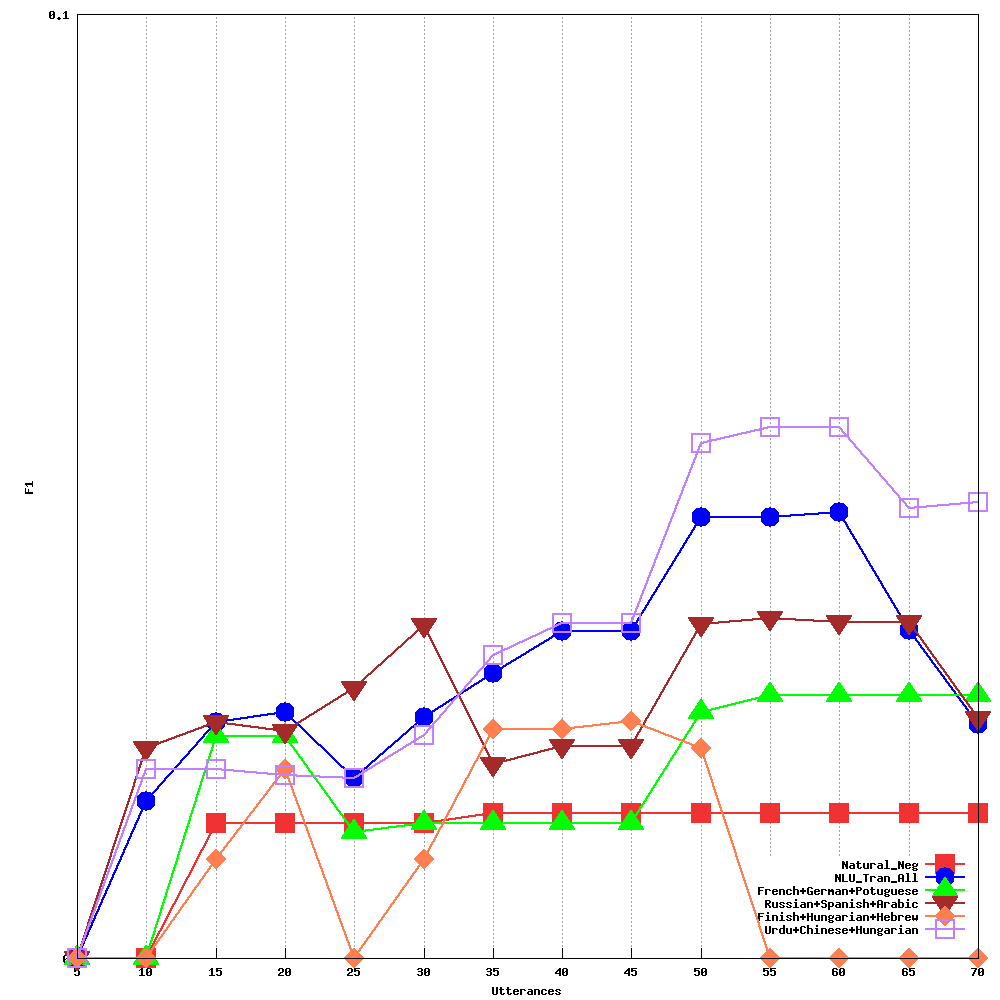 0.1
F1
0
5 10 15 20 25 30 35 40 45 50 55 60 65 70
Utterances
Natural_Neg
NLU_Tran_All
French+German+Potuguese
Russian+Spanish+Arabic
Finish+Hungarian+Hebrew
Urdu+Chinese+Hungarian